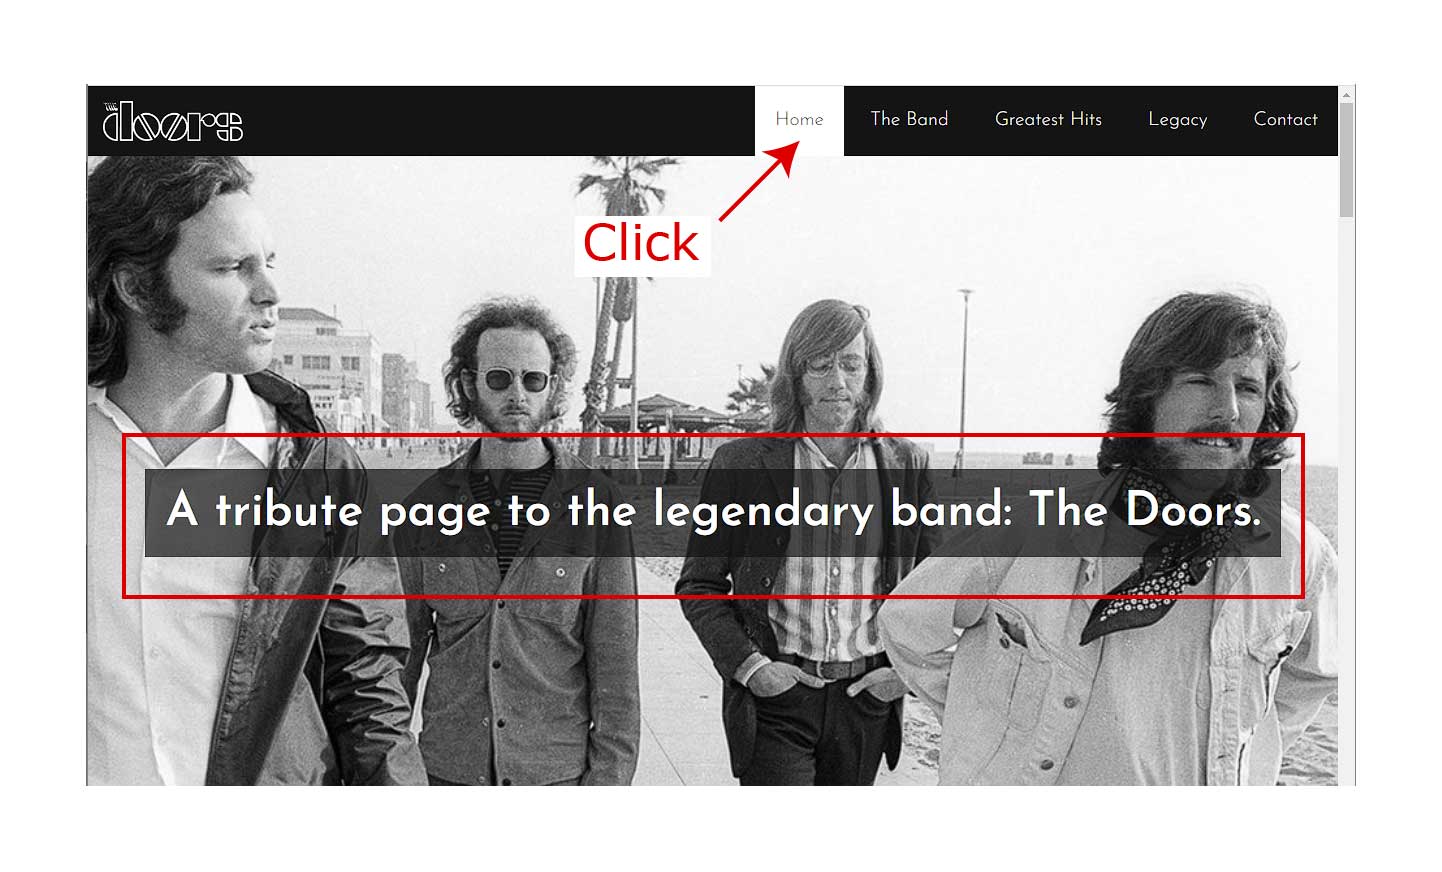 THE
doors
Home
The Band
Greatest Hits
Legacy
Contact
Click
A tribute page to the legendary band: The Doors.